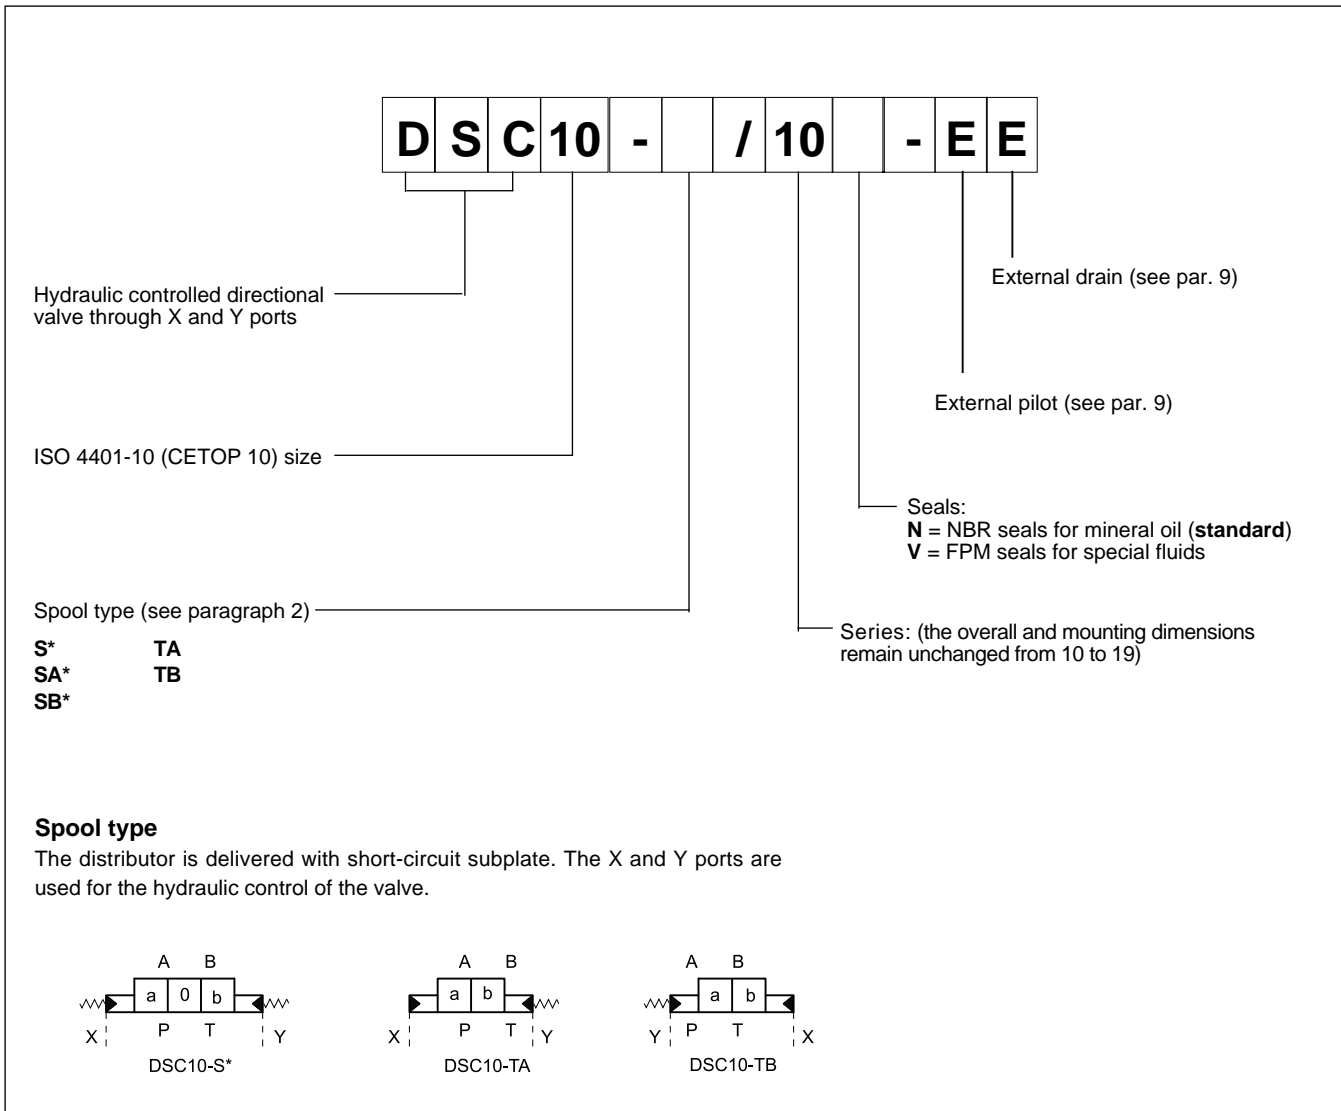 D S C 10 - / 10 - E E
External drain (see par. 9)
Hydraulic controlled directional
valve through X and Y ports
External pilot (see par. 9)
ISO 4401-10 (CETOP 10) size
Seals:
N = NBR seals for mineral oil (standard)
V = FPM seals for special fluids
Spool type (see paragraph 2)
S* TA
SA* TB
SB*
Series: (the overall and mounting dimensions
remain unchanged from 10 to 19)
Spool type
The distributor is delivered with short-circuit subplate. The X and Y ports are
used for the hydraulic control of the valve.
A B
a 0 b
X P T Y
DSC10-S*
A B
a b
X P T Y
DSC10-TA
A B
a b
Y P T X
DSC10-TB